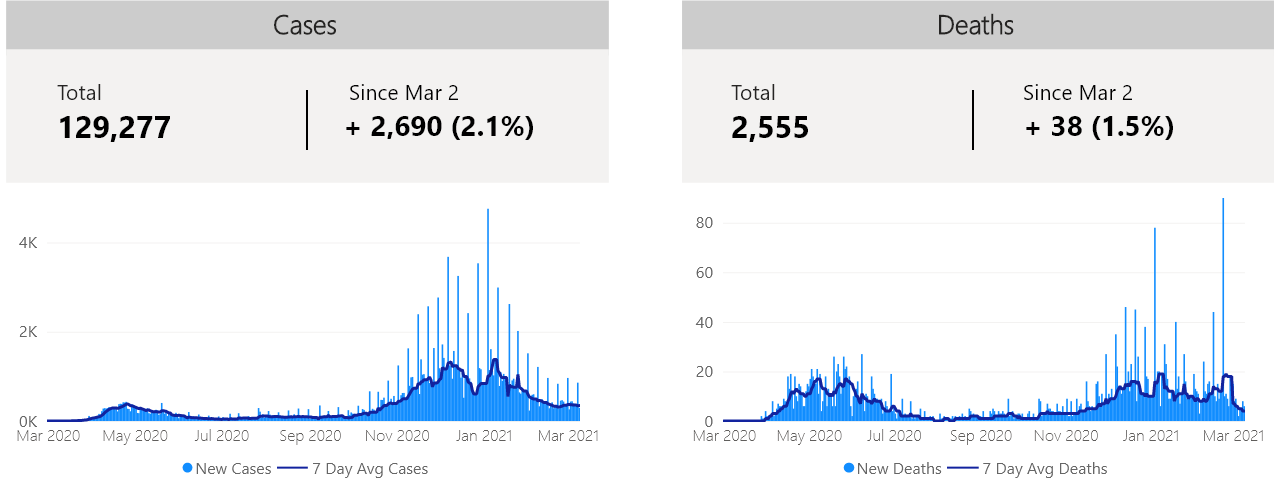 Cases
Total
129,277
Since Mar 2
+ 2,690 (2.1%)
4K
2K
0K
Mar 2020 May 2020 Jul 2020 Sep 2020 Nov 2020 Jan 2021 Mar 2021
New Cases 7 Day Avg Cases
Deaths
Total
2,555
Since Mar 2
+ 38 (1.5%)
80
60
40
20
0
Mar 2020 May 2020 Jul 2020 Sep 2020 Nov 2020 Jan 2021 Mar 2021
New Deaths 7 Day Avg Deaths